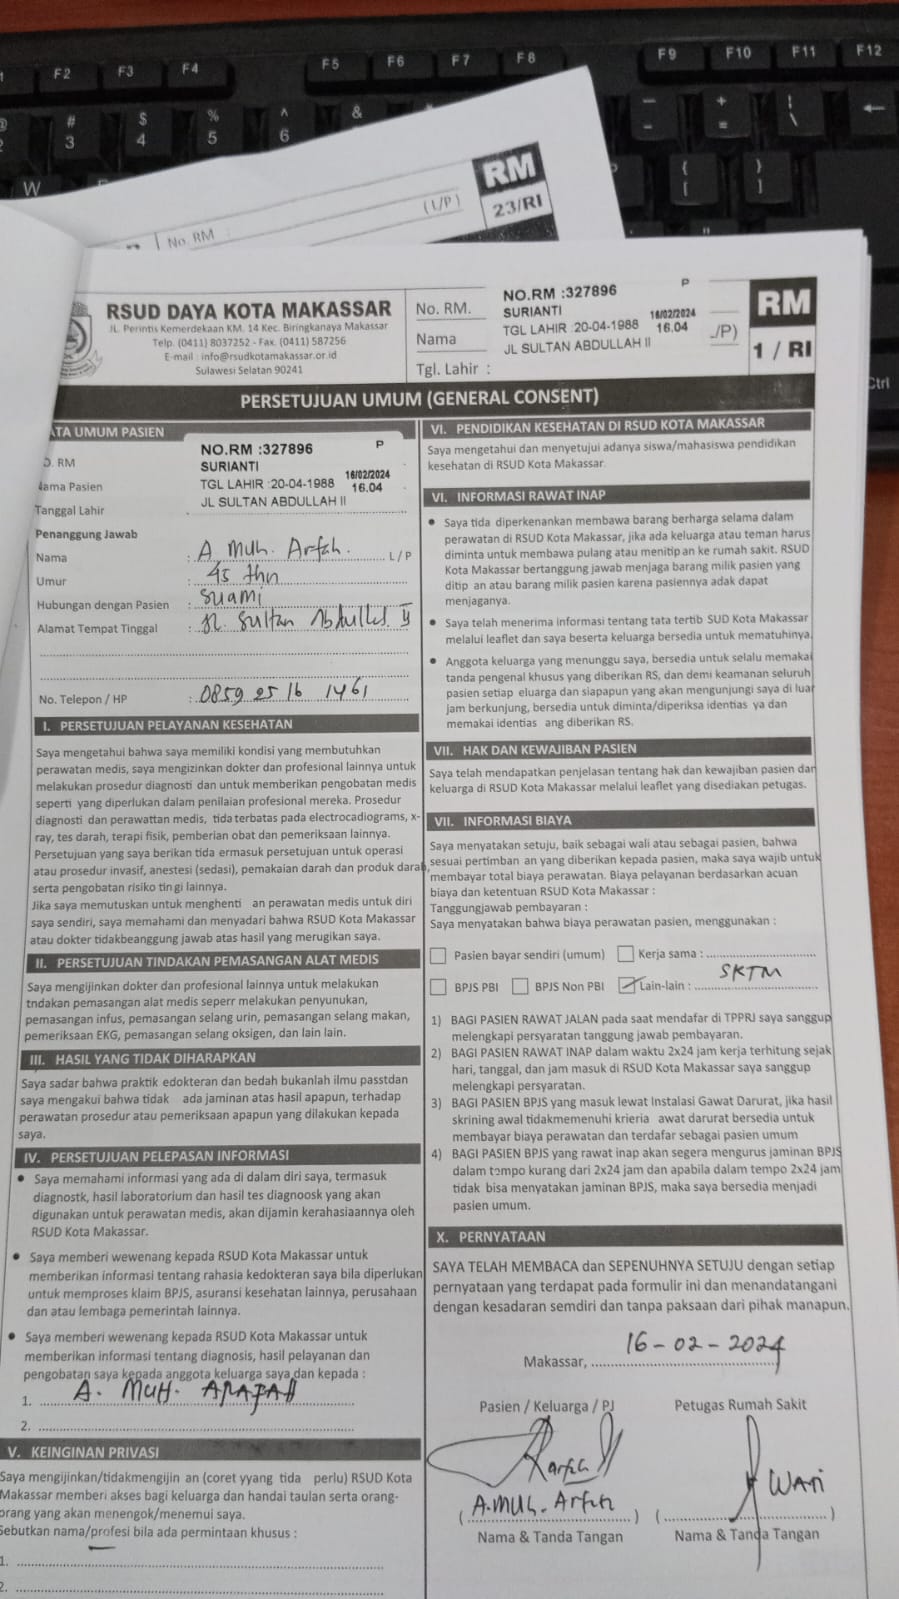 F2 F3 F4 F5 F6 F7 F8 F9 F10 F11 F12
# 3
$ 4
% 5
^ 6
&
W
Ctrl
No. RM :
(L/P)
RM
23/RI
RSUD DAYA KOTA MAKASSAR
JL. Perintis Kemerdekaan KM. 14 Kec. Biringkanaya Makassar
Telp. (0411) 8037252 - Fax. (0411) 587256
E-mail : info@rsudkotamakassar.or.id
Sulawesi Selatan 90241
No. RM.
Nama
Tgl. Lahir :
NO.RM :327896 P
SURIANTI 16/02/2024
TGL LAHIR :20-04-1988 16.04
JL SULTAN ABDULLAH II
/P)
RM
1 / RI
PERSETUJUAN UMUM (GENERAL CONSENT)
ATA UMUM PASIEN
O. RM
Nama Pasien
Tanggal Lahir
NO.RM :327896 P
SURIANTI 16/02/2024
TGL LAHIR :20-04-1988 16.04
JL SULTAN ABDULLAH II
Penanggung Jawab
Nama : A Muh. Arfah. L / P
Umur : 45 thn
Hubungan dengan Pasien : Suami
Alamat Tempat Tinggal : Jl. Sultan Abdullah II
No. Telepon / HP : 0859 25 16 1461
I. PERSETUJUAN PELAYANAN KESEHATAN
Saya mengetahui bahwa saya memiliki kondisi yang membutuhkan
perawatan medis, saya mengizinkan dokter dan profesional lainnya untuk
melakukan prosedur diagnosti dan untuk memberikan pengobatan medis
seperti yang diperlukan dalam penilaian profesional mereka. Prosedur
diagnosti dan perawattan medis, tida terbatas pada electrocadiograms, x-
ray, tes darah, terapi fisik, pemberian obat dan pemeriksaan lainnya.
Persetujuan yang saya berikan tida ermasuk persetujuan untuk operasi
atau prosedur invasif, anestesi (sedasi), pemakaian darah dan produk darah,
serta pengobatan risiko tin gi lainnya.
Jika saya memutuskan untuk menghenti an perawatan medis untuk diri
saya sendiri, saya memahami dan menyadari bahwa RSUD Kota Makassar
atau dokter tidakbeanggung jawab atas hasil yang merugikan saya.
II. PERSETUJUAN TINDAKAN PEMASANGAN ALAT MEDIS
Saya mengijinkan dokter dan profesional lainnya untuk melakukan
tndakan pemasangan alat medis seperr melakukan penyunukan,
pemasangan infus, pemasangan selang urin, pemasangan selang makan,
pemeriksaan EKG, pemasangan selang oksigen, dan lain lain.
III. HASIL YANG TIDAK DIHARAPKAN
Saya sadar bahwa praktik edokteran dan bedah bukanlah ilmu passtdan
saya mengakui bahwa tidak ada jaminan atas hasil apapun, terhadap
perawatan prosedur atau pemeriksaan apapun yang dilakukan kepada
saya.
IV. PERSETUJUAN PELEPASAN INFORMASI
• Saya memahami informasi yang ada di dalam diri saya, termasuk
diagnostk, hasil laboratorium dan hasil tes diagnoosk yang akan
digunakan untuk perawatan medis, akan dijamin kerahasiaannya oleh
RSUD Kota Makassar.
• Saya memberi wewenang kepada RSUD Kota Makassar untuk
memberikan informasi tentang rahasia kedokteran saya bila diperlukan
untuk memproses klaim BPJS, asuransi kesehatan lainnya, perusahaan
dan atau lembaga pemerintah lainnya.
• Saya memberi wewenang kepada RSUD Kota Makassar untuk
memberikan informasi tentang diagnosis, hasil pelayanan dan
pengobatan saya kepada anggota keluarga saya dan kepada :
1. A. MUH. ARAFAH
2.
V. KEINGINAN PRIVASI
Saya mengijinkan/tidakmengijin an (coret yyang tida perlu) RSUD Kota
Makassar memberi akses bagi keluarga dan handai taulan serta orang-
orang yang akan menengok/menemui saya.
Sebutkan nama/profesi bila ada permintaan khusus :
1.
2.
VI. PENDIDIKAN KESEHATAN DI RSUD KOTA MAKASSAR
Saya mengetahui dan menyetujui adanya siswa/mahasiswa pendidikan
kesehatan di RSUD Kota Makassar.
VI. INFORMASI RAWAT INAP
• Saya tida diperkenankan membawa barang berharga selama dalam
perawatan di RSUD Kota Makassar, jika ada keluarga atau teman harus
diminta untuk membawa pulang atau menitip an ke rumah sakit. RSUD
Kota Makassar bertanggung jawab menjaga barang milik pasien yang
ditip an atau barang milik pasien karena pasiennya adak dapat
menjaganya.
• Saya telah menerima informasi tentang tata tertib SUD Kota Makassar
melalui leaflet dan saya beserta keluarga bersedia untuk mematuhinya.
• Anggota keluarga yang menunggu saya, bersedia untuk selalu memakai
tanda pengenal khusus yang diberikan RS, dan demi keamanan seluruh
pasien setiap eluarga dan siapapun yang akan mengunjungi saya di luar
jam berkunjung, bersedia untuk diminta/diperiksa identias ya dan
memakai identias ang diberikan RS.
VII. HAK DAN KEWAJIBAN PASIEN
Saya telah mendapatkan penjelasan tentang hak dan kewajiban pasien dan
keluarga di RSUD Kota Makassar melalui leaflet yang disediakan petugas.
VII. INFORMASI BIAYA
Saya menyatakan setuju, baik sebagai wali atau sebagai pasien, bahwa
sesuai pertimban an yang diberikan kepada pasien, maka saya wajib untuk
membayar total biaya perawatan. Biaya pelayanan berdasarkan acuan
biaya dan ketentuan RSUD Kota Makassar :
Tanggungjawab pembayaran :
Saya menyatakan bahwa biaya perawatan pasien, menggunakan :
Pasien bayar sendiri (umum) Kerja sama :
BPJS PBI BPJS Non PBI Lain-lain : SKTM
1) BAGI PASIEN RAWAT JALAN pada saat mendafar di TPPRJ saya sanggup
melengkapi persyaratan tanggung jawab pembayaran.
2) BAGI PASIEN RAWAT INAP dalam waktu 2x24 jam kerja terhitung sejak
hari, tanggal, dan jam masuk di RSUD Kota Makassar saya sanggup
melengkapi persyaratan.
3) BAGI PASIEN BPJS yang masuk lewat Instalasi Gawat Darurat, jika hasil
skrining awal tidakmemenuhi krieria awat darurat bersedia untuk
membayar biaya perawatan dan terdafar sebagai pasien umum
4) BAGI PASIEN BPJS yang rawat inap akan segera mengurus jaminan BPJS
dalam tempo kurang dari 2x24 jam dan apabila dalam tempo 2x24 jam
tidak bisa menyatakan jaminan BPJS, maka saya bersedia menjadi
pasien umum.
X. PERNYATAAN
SAYA TELAH MEMBACA dan SEPENUHNYA SETUJU dengan setiap
pernyataan yang terdapat pada formulir ini dan menandatangani
dengan kesadaran semdiri dan tanpa paksaan dari pihak manapun.
Makassar, 16-02-2024
Pasien / Keluarga / PJ Petugas Rumah Sakit
Arfah
WATI
( A.Muh. Arfah ) ( )
Nama & Tanda Tangan Nama & Tanda Tangan